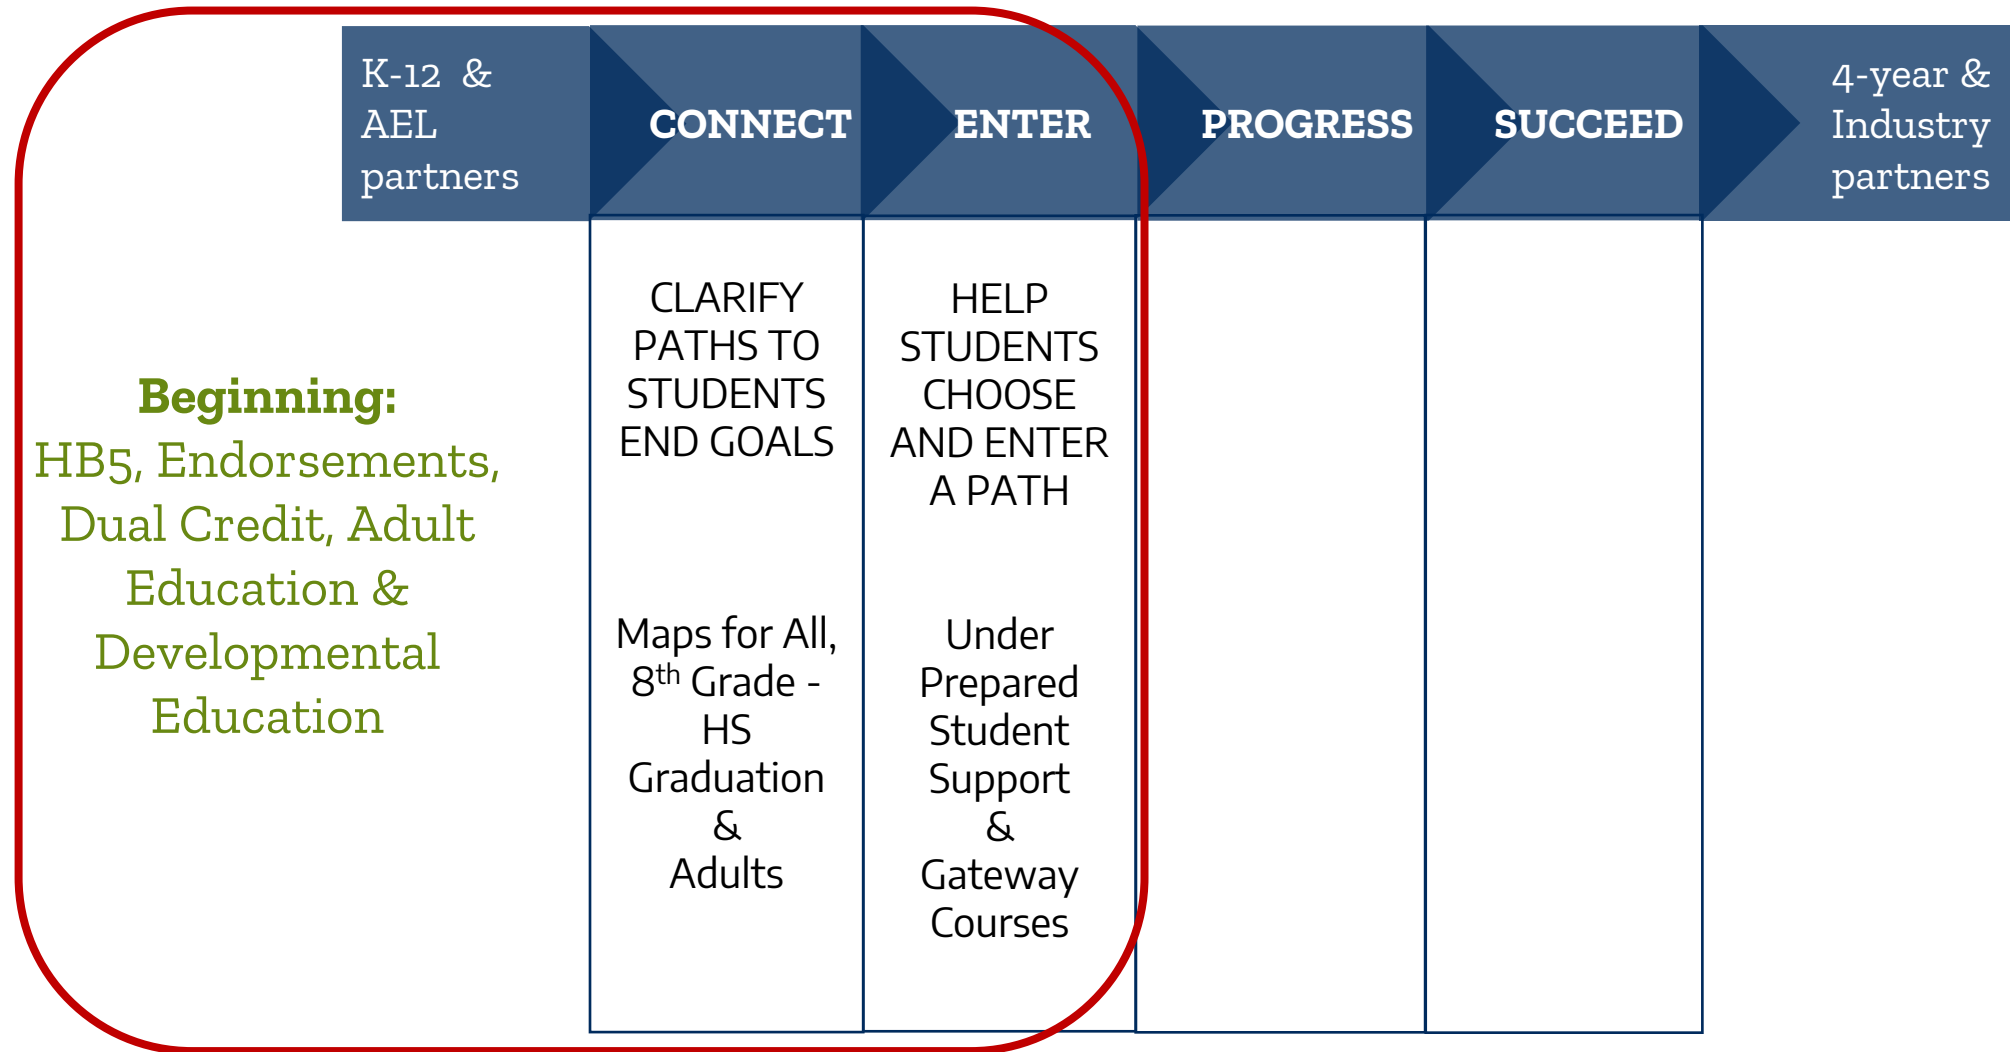 K-12 &
AEL
partners
CONNECT
ENTER
PROGRESS
SUCCEED
4-year &
Industry
partners
Beginning:
HB5, Endorsements,
Dual Credit, Adult
Education &
Developmental
Education
CLARIFY
PATHS TO
STUDENTS
END GOALS
Maps for All,
8th Grade -
HS
Graduation
&
Adults
HELP
STUDENTS
CHOOSE
AND ENTER
A PATH
Under
Prepared
Student
Support
&
Gateway
Courses